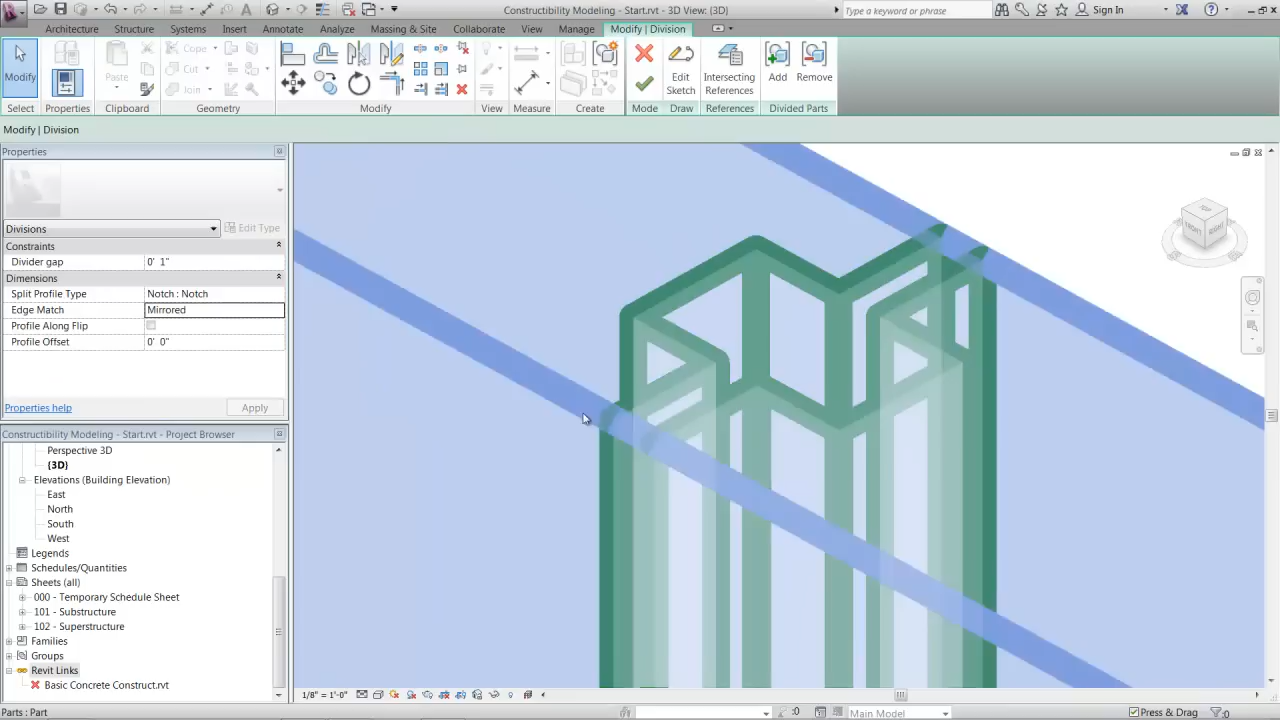 Constructibility Modeling - Start.rvt - 3D View: {3D}
Type a keyword or phrase
Sign In
Architecture Structure Systems Insert Annotate Analyze Massing & Site Collaborate View Manage Modify | Division
Modify
Paste
Cope
Cut
Join
Edit Sketch
Intersecting References
Add
Remove
Select Properties Clipboard Geometry Modify View Measure Create Mode Draw References Divided Parts
Modify | Division
Properties
Divisions
Edit Type
Constraints
Divider gap 0' 1"
Dimensions
Split Profile Type Notch : Notch
Edge Match Mirrored
Profile Along Flip
Profile Offset 0' 0"
Properties help
Apply
Constructibility Modeling - Start.rvt - Project Browser
Perspective 3D
{3D}
Elevations (Building Elevation)
East
North
South
West
Legends
Schedules/Quantities
Sheets (all)
000 - Temporary Schedule Sheet
101 - Substructure
102 - Superstructure
Families
Groups
Revit Links
Basic Concrete Construct.rvt
FRONT
RIGHT
1/8" = 1'-0"
Parts : Part
:0
Main Model
Press & Drag
:0